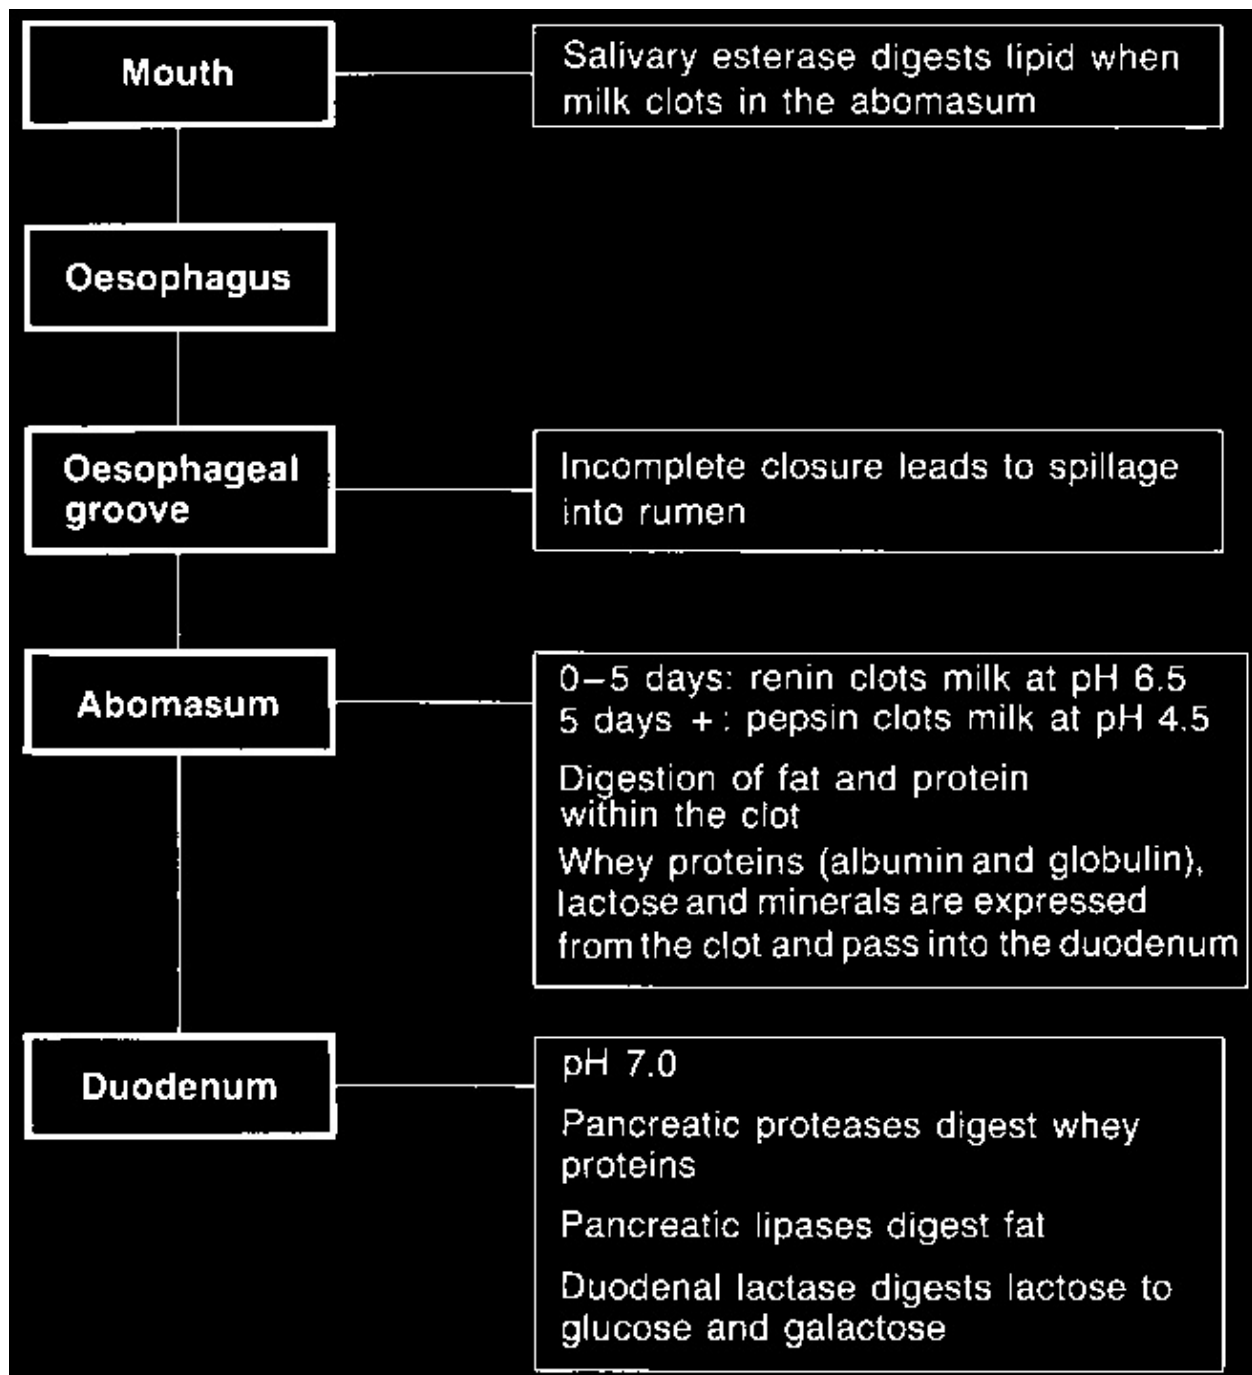 Mouth
Salivary esterase digests lipid when
milk clots in the abomasum
Oesophagus
Oesophageal
groove
Incomplete closure leads to spillage
into rumen
Abomasum
0–5 days: renin clots milk at pH 6.5
5 days +: pepsin clots milk at pH 4.5
Digestion of fat and protein
within the clot
Whey proteins (albumin and globulin),
lactose and minerals are expressed
from the clot and pass into the duodenum
Duodenum
pH 7.0
Pancreatic proteases digest whey
proteins
Pancreatic lipases digest fat
Duodenal lactase digests lactose to
glucose and galactose